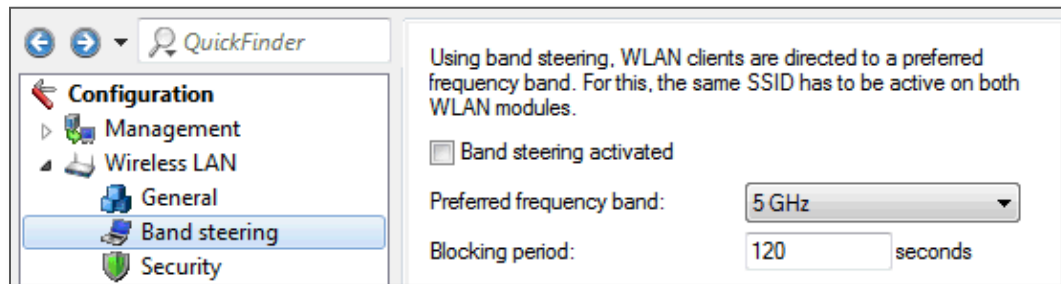 QuickFinder
Configuration
Management
Wireless LAN
General
Band steering
Security
Using band steering, WLAN clients are directed to a preferred
frequency band. For this, the same SSID has to be active on both
WLAN modules.
Band steering activated
Preferred frequency band: 5 GHz
Blocking period: 120 seconds